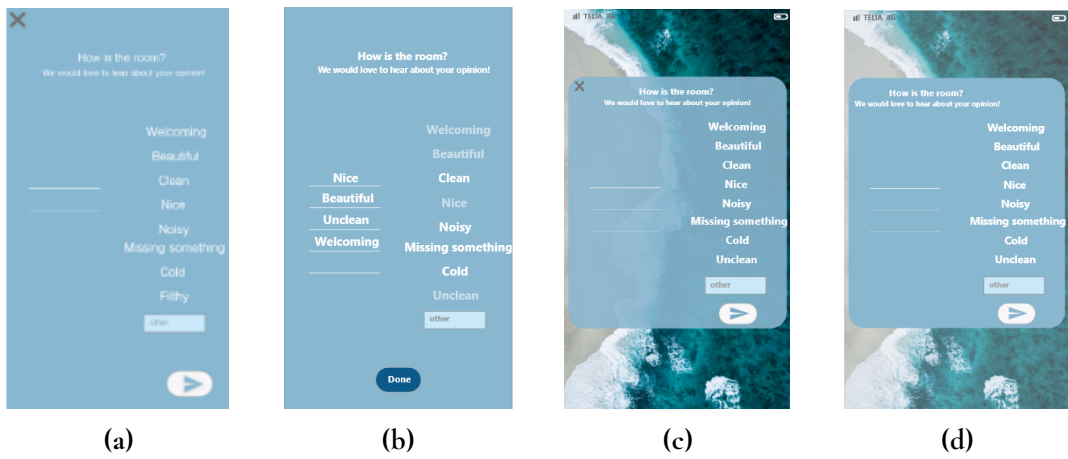 How is the room?
We would love to hear about your opinion!
Welcoming
Beautiful
Clean
Nice
Noisy
Missing something
Cold
Filthy
other
(a)
How is the room?
We would love to hear about your opinion!
Welcoming
Beautiful
Nice Clean
Beautiful Nice
Unclean Noisy
Welcoming Missing something
Cold
Unclean
other
Done
(b)
TELIA 4G
How is the room?
We would love to hear about your opinion!
Welcoming
Beautiful
Clean
Nice
Noisy
Missing something
Cold
Unclean
other
(c)
TELIA 4G
How is the room?
We would love to hear about your opinion!
Welcoming
Beautiful
Clean
Nice
Noisy
Missing something
Cold
Unclean
other
(d)